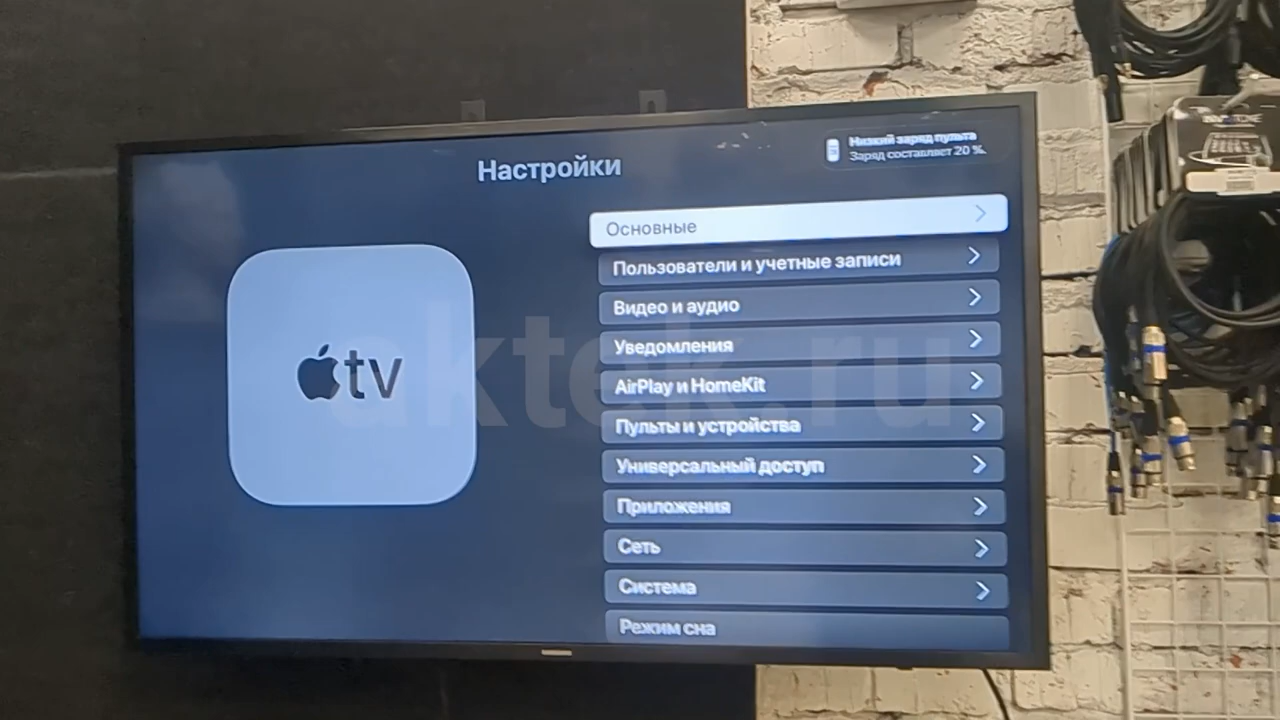 Настройки
Низкий заряд пульта
Заряд составляет 20 %.
Основные
Пользователи и учетные записи
Видео и аудио
Уведомления
AirPlay и HomeKit
Пульты и устройства
Универсальный доступ
Приложения
Сеть
Система
Режим сна
tv
aktek.ru